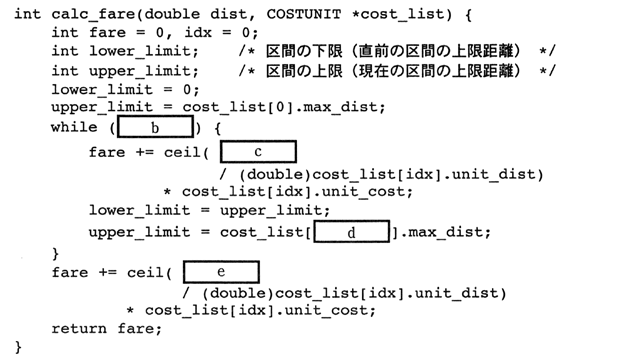 int calc_fare(double dist, COSTUNIT *cost_list) {
    int fare = 0, idx = 0;
    int lower_limit;    /* 区間の下限（直前の区間の上限距離） */
    int upper_limit;    /* 区間の上限（現在の区間の上限距離） */
    lower_limit = 0;
    upper_limit = cost_list[0].max_dist;
    while ( b ) {
        fare += ceil( c
                      / (double)cost_list[idx].unit_dist)
                * cost_list[idx].unit_cost;
        lower_limit = upper_limit;
        upper_limit = cost_list[ d ].max_dist;
    }
    fare += ceil( e
                  / (double)cost_list[idx].unit_dist)
            * cost_list[idx].unit_cost;
    return fare;
}